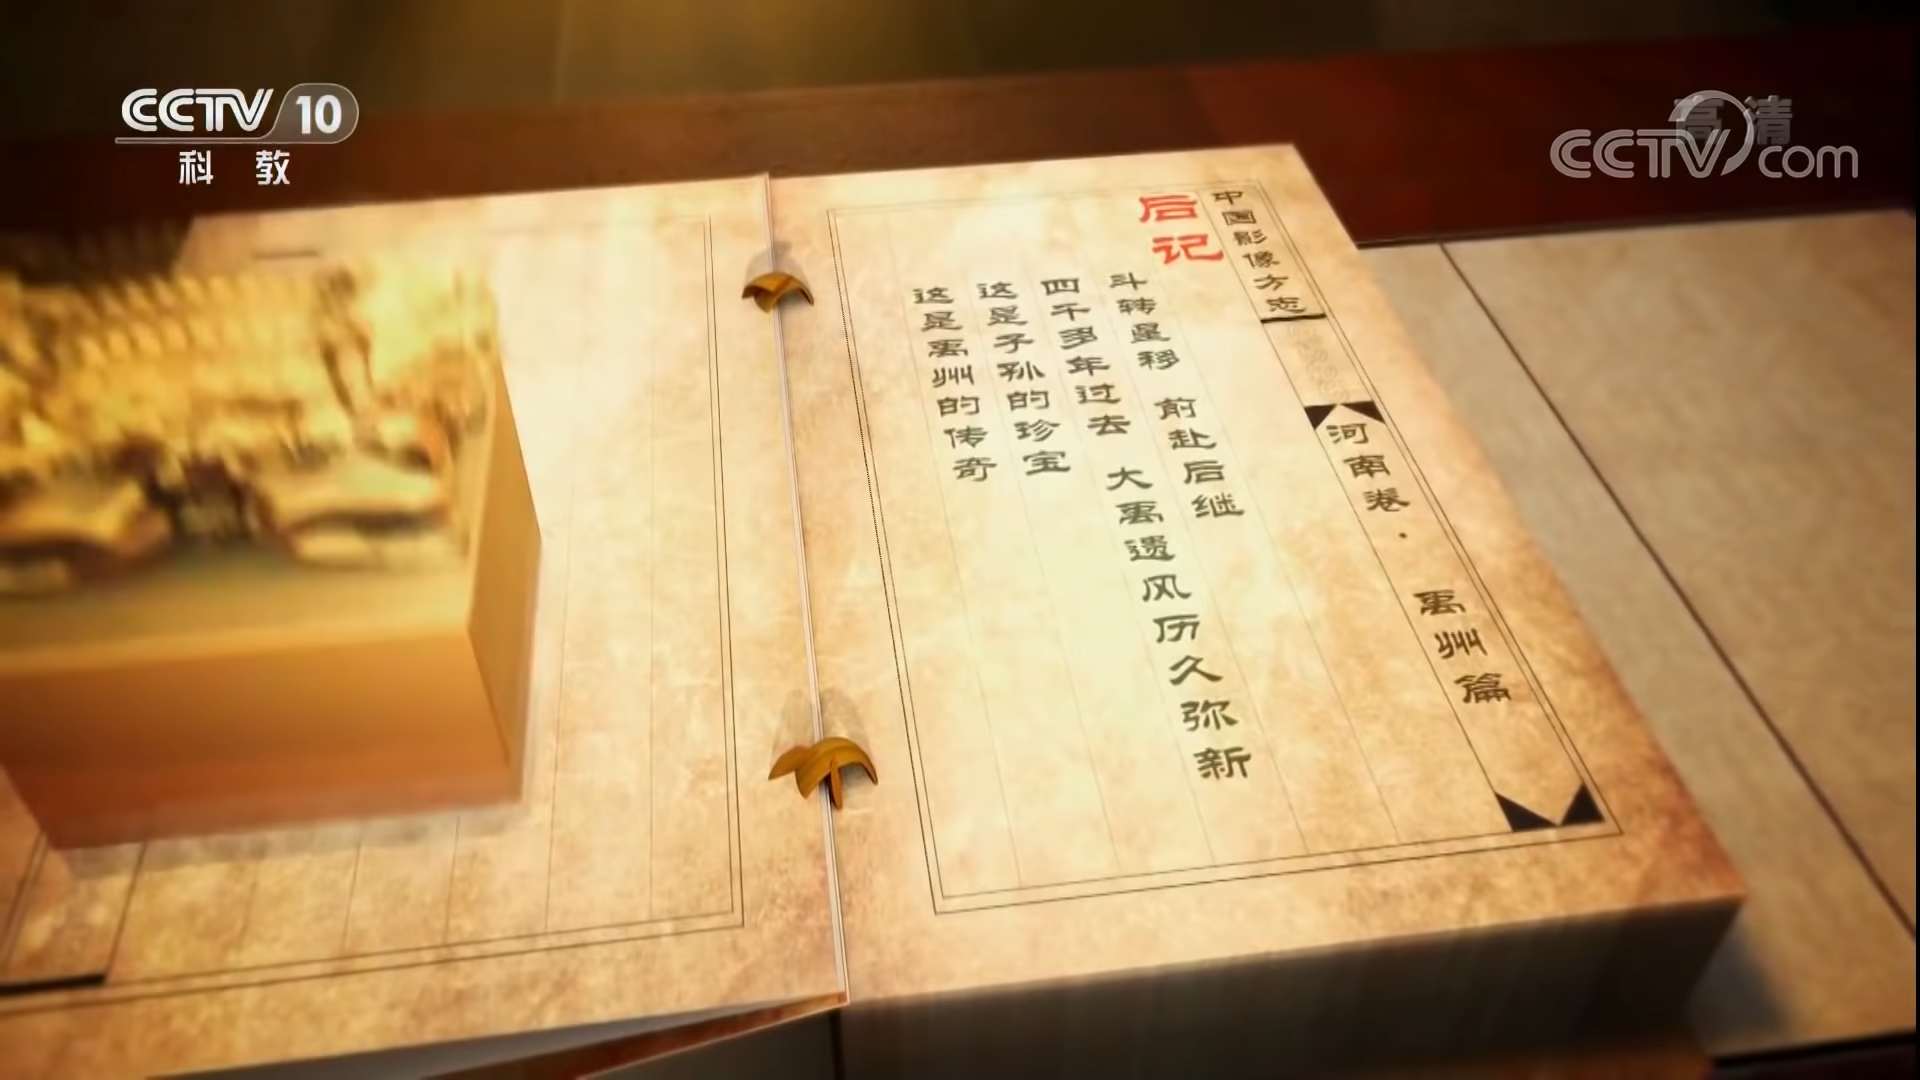 CCTV 10
科教
高清
CCTV.com
中国影像方志
河南卷·禹州篇
后记
斗转星移 前赴后继
四千多年过去 大禹遗风历久弥新
这是子孙的珍宝
这是禹州的传奇